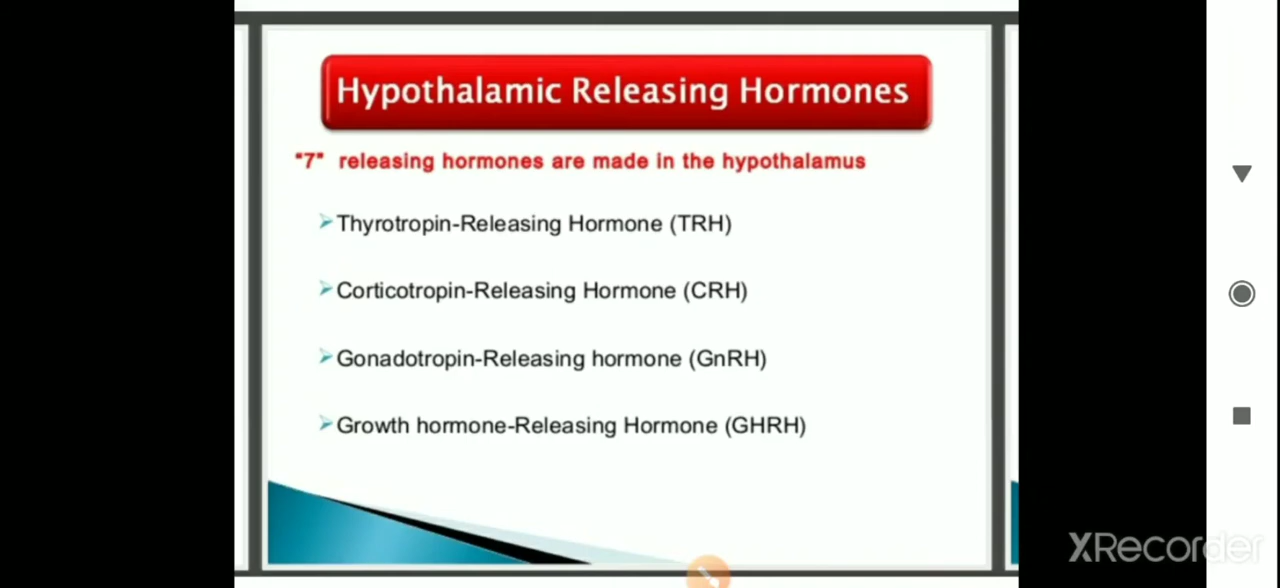 Hypothalamic Releasing Hormones
"7" releasing hormones are made in the hypothalamus
Thyrotropin-Releasing Hormone (TRH)
Corticotropin-Releasing Hormone (CRH)
Gonadotropin-Releasing hormone (GnRH)
Growth hormone-Releasing Hormone (GHRH)
XRecorder